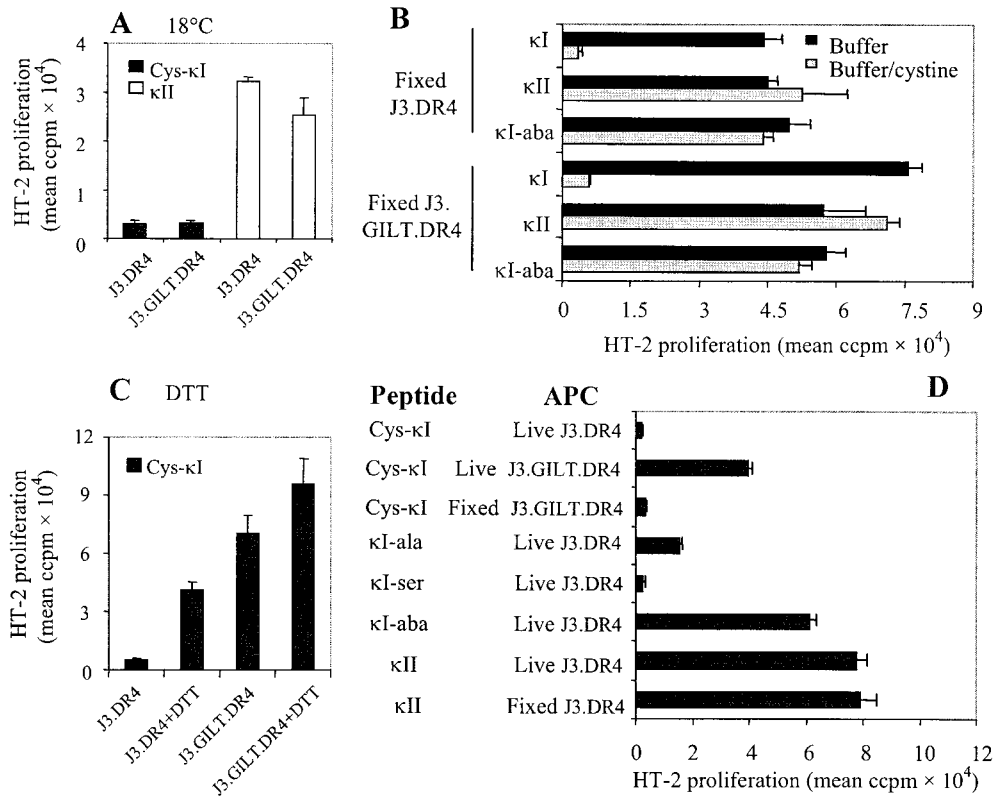 A 18°C
HT-2 proliferation
(mean ccpm × 10⁴)
4
3
2
1
0
Cys-κI
κII
J3.DR4
J3.GILT.DR4
J3.DR4
J3.GILT.DR4
B
Fixed
J3.DR4
Fixed J3.
GILT.DR4
κI
κII
κI-aba
κI
κII
κI-aba
Buffer
Buffer/cystine
0 1.5 3 4.5 6 7.5 9
HT-2 proliferation (mean ccpm × 10⁴)
C DTT
HT-2 proliferation
(mean ccpm × 10⁴)
12
9
6
3
0
Cys-κI
J3.DR4
J3.DR4+DTT
J3.GILT.DR4
J3.GILT.DR4+DTT
D
Peptide APC
Cys-κI Live J3.DR4
Cys-κI Live J3.GILT.DR4
Cys-κI Fixed J3.GILT.DR4
κI-ala Live J3.DR4
κI-ser Live J3.DR4
κI-aba Live J3.DR4
κII Live J3.DR4
κII Fixed J3.DR4
0 2 4 6 8 10 12
HT-2 proliferation (mean ccpm × 10⁴)